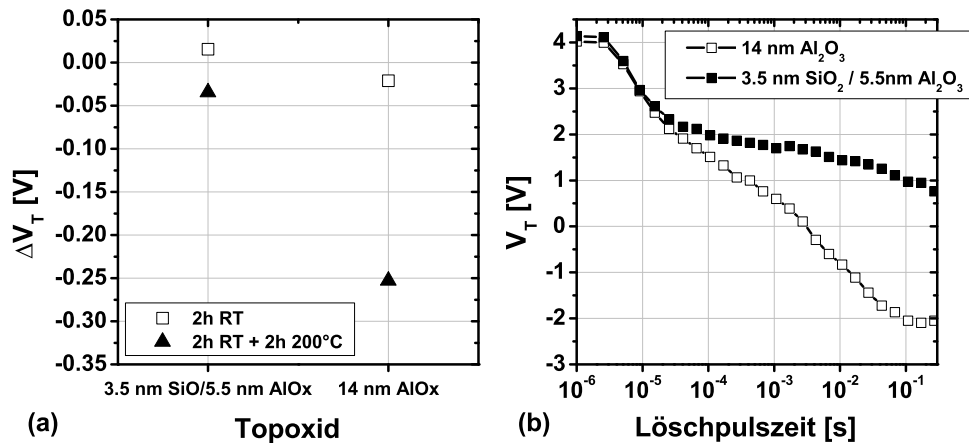 0.05
0.00
-0.05
-0.10
-0.15
-0.20
-0.25
-0.30
-0.35
ΔV_T [V]
2h RT
2h RT + 2h 200°C
3.5 nm SiO/5.5 nm AlOx
14 nm AlOx
(a)
Topoxid
4
3
2
1
0
-1
-2
-3
V_T [V]
14 nm Al₂O₃
3.5 nm SiO₂ / 5.5nm Al₂O₃
10⁻⁶ 10⁻⁵ 10⁻⁴ 10⁻³ 10⁻² 10⁻¹
(b)
Löschpulszeit [s]